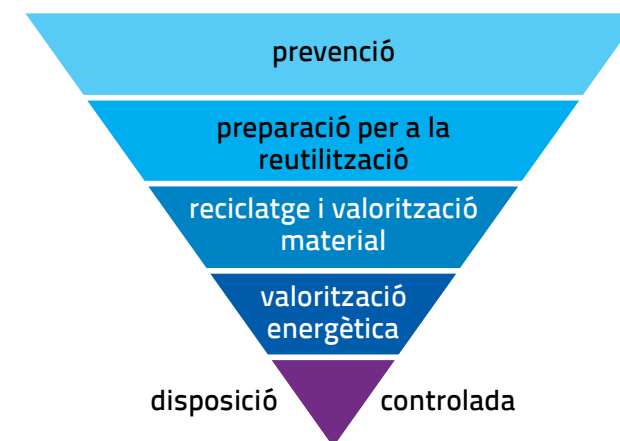 prevenció
preparació per a la
reutilització
reciclatge i valorització
material
valorització
energètica
disposició controlada